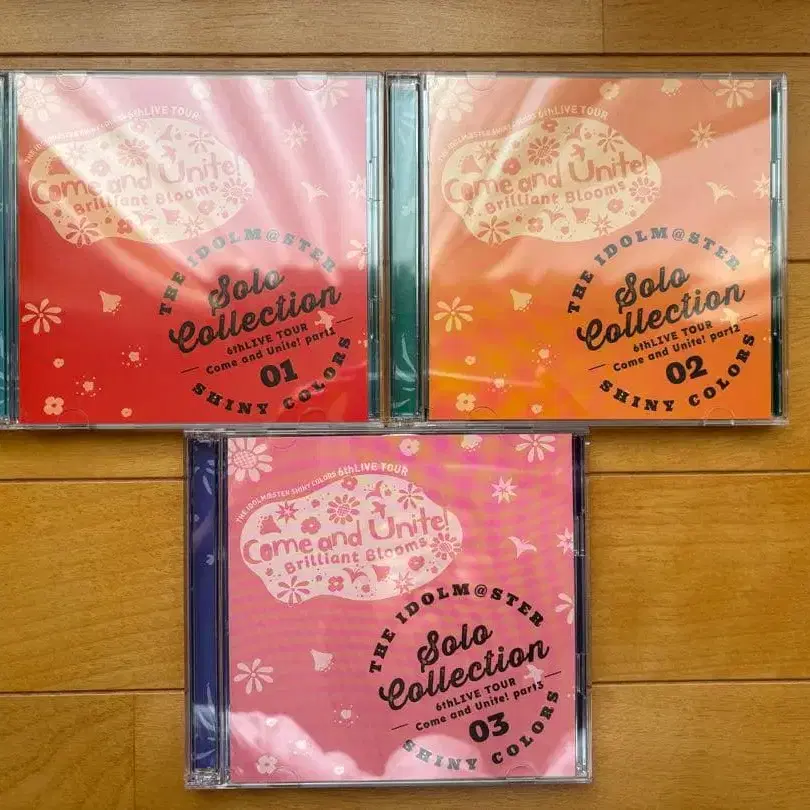 THE IDOLM@STER SHINY COLORS 6thLIVE TOUR
Come and Unite!
Brilliant Blooms
THE IDOLM@STER
Solo
Collection
6thLIVE TOUR
Come and Unite! part1
01
SHINY COLORS
THE IDOLM@STER SHINY COLORS 6thLIVE TOUR
Come and Unite!
Brilliant Blooms
THE IDOLM@STER
Solo
Collection
6thLIVE TOUR
Come and Unite! part2
02
SHINY COLORS
THE IDOLM@STER SHINY COLORS 6thLIVE TOUR
Come and Unite!
Brilliant Blooms
THE IDOLM@STER
Solo
Collection
6thLIVE TOUR
Come and Unite! part3
03
SHINY COLORS